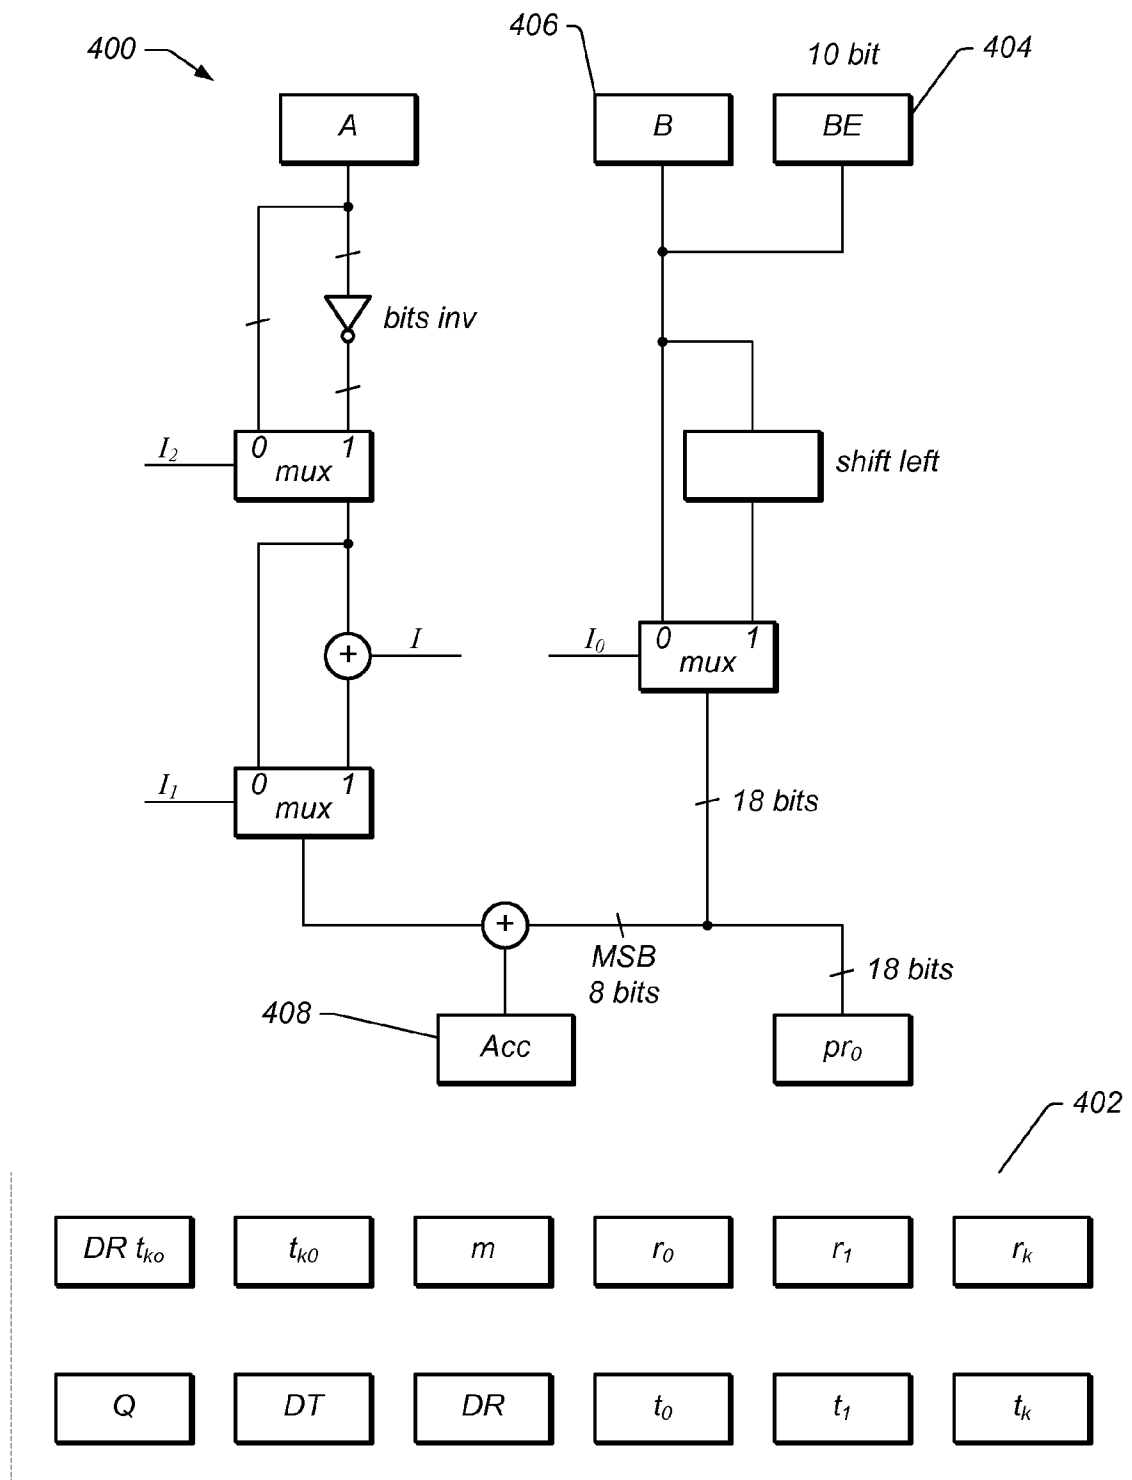 400
406
10 bit
404
A
B
BE
bits inv
I₂
0 1
mux
shift left
+
I
I₀
0 1
mux
I₁
0 1
mux
18 bits
+
MSB
8 bits
18 bits
408
Acc
pr₀
402
DR tₖₒ
tₖ₀
m
r₀
r₁
rₖ
Q
DT
DR
t₀
t₁
tₖ